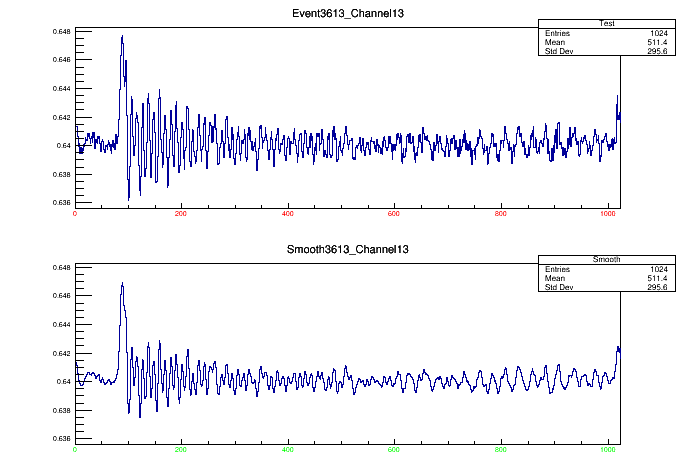 Event3613_Channel13
Test
Entries 1024
Mean 511.4
Std Dev 295.6
0.648
0.646
0.644
0.642
0.64
0.638
0.636
0 200 400 600 800 1000
Smooth3613_Channel13
Smooth
Entries 1024
Mean 511.4
Std Dev 295.6
0.648
0.646
0.644
0.642
0.64
0.638
0.636
0 200 400 600 800 1000